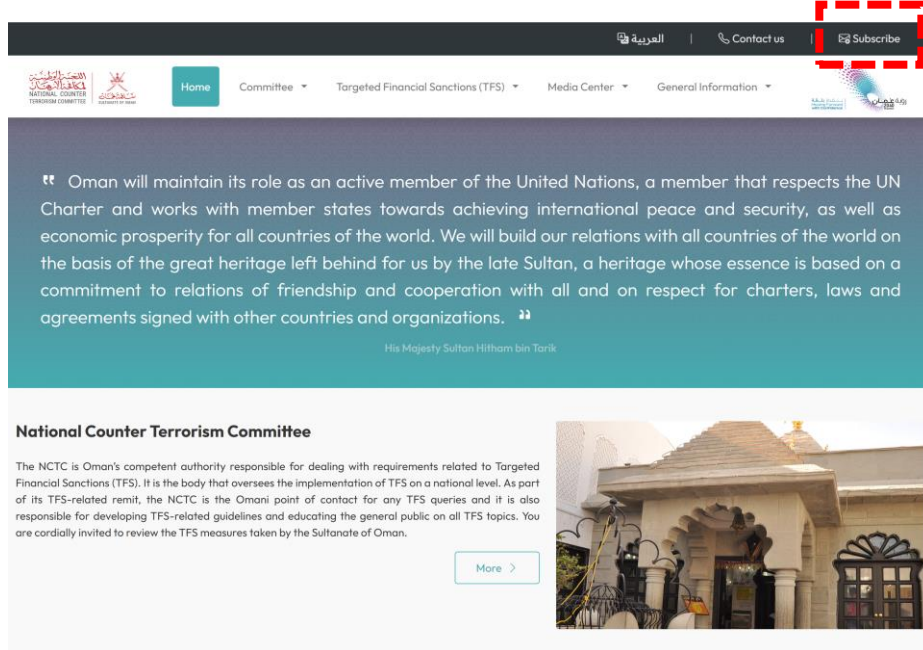 العربية | Contact us | Subscribe
NATIONAL COUNTER
TERRORISM COMMITTEE
SULTANATE OF OMAN
Home Committee Targeted Financial Sanctions (TFS) Media Center General Information
" Oman will maintain its role as an active member of the United Nations, a member that respects the UN
Charter and works with member states towards achieving international peace and security, as well as
economic prosperity for all countries of the world. We will build our relations with all countries of the world on
the basis of the great heritage left behind for us by the late Sultan, a heritage whose essence is based on a
commitment to relations of friendship and cooperation with all and on respect for charters, laws and
agreements signed with other countries and organizations. "
His Majesty Sultan Hitham bin Tarik
National Counter Terrorism Committee
The NCTC is Oman's competent authority responsible for dealing with requirements related to Targeted
Financial Sanctions (TFS). It is the body that oversees the implementation of TFS on a national level. As part
of its TFS-related remit, the NCTC is the Omani point of contact for any TFS queries and it is also
responsible for developing TFS-related guidelines and educating the general public on all TFS topics. You
are cordially invited to review the TFS measures taken by the Sultanate of Oman.
More >